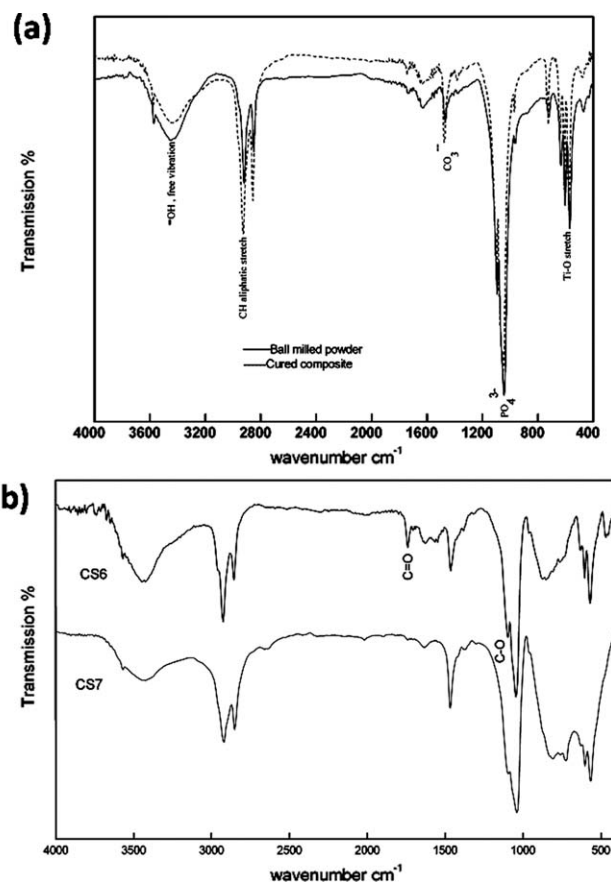 (a)
Transmission %
⁻OH , free vibration
CH aliphatic stretch
CO3
3-
PO4
Ti-O stretch
Ball milled powder
Cured composite
4000 3600 3200 2800 2400 2000 1600 1200 800 400
wavenumber cm-1
b)
Transmission %
CS6
C=O
C-O
CS7
4000 3500 3000 2500 2000 1500 1000 500
wavenumber cm-1